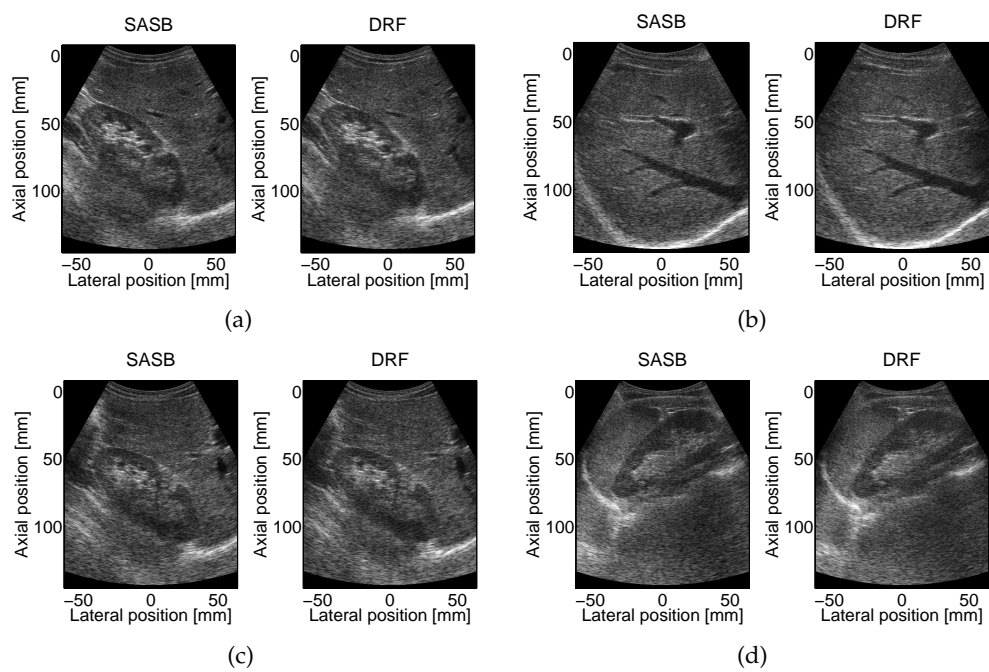 SASB
DRF
Axial position [mm]
0
50
100
−50 0 50
Lateral position [mm]
Axial position [mm]
0
50
100
−50 0 50
Lateral position [mm]
(a)
SASB
DRF
Axial position [mm]
0
50
100
−50 0 50
Lateral position [mm]
Axial position [mm]
0
50
100
−50 0 50
Lateral position [mm]
(b)
SASB
DRF
Axial position [mm]
0
50
100
−50 0 50
Lateral position [mm]
Axial position [mm]
0
50
100
−50 0 50
Lateral position [mm]
(c)
SASB
DRF
Axial position [mm]
0
50
100
−50 0 50
Lateral position [mm]
Axial position [mm]
0
50
100
−50 0 50
Lateral position [mm]
(d)